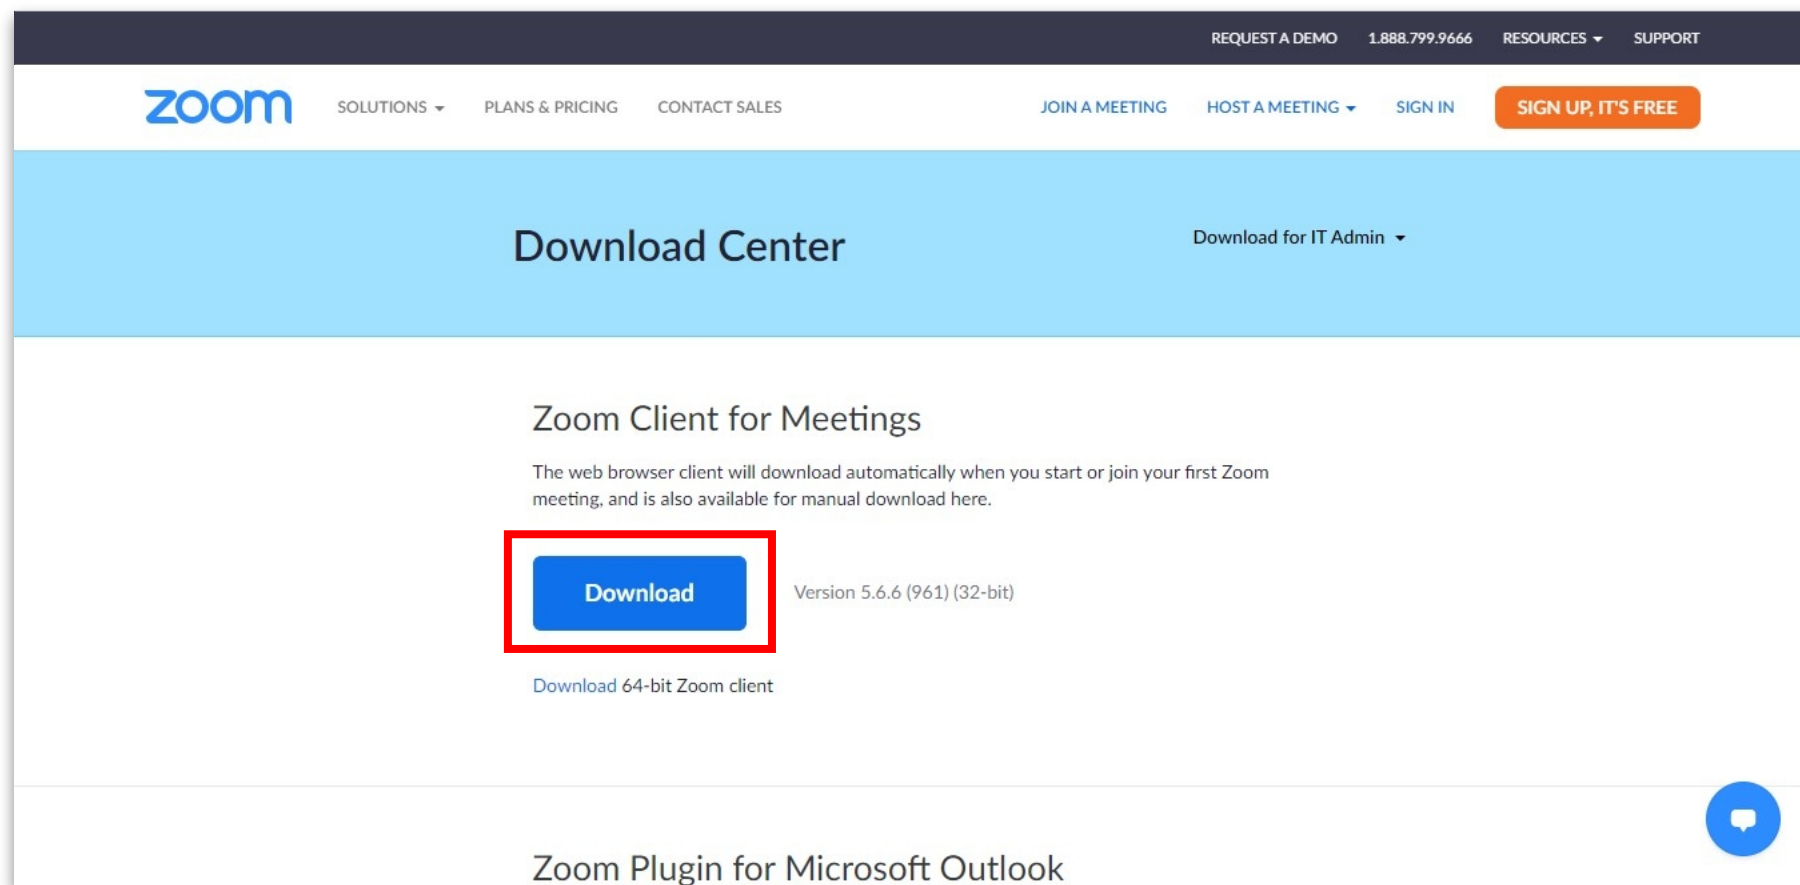 REQUEST A DEMO 1.888.799.9666 RESOURCES SUPPORT
zoom SOLUTIONS PLANS & PRICING CONTACT SALES JOIN A MEETING HOST A MEETING SIGN IN SIGN UP, IT'S FREE
Download Center Download for IT Admin
Zoom Client for Meetings
The web browser client will download automatically when you start or join your first Zoom
meeting, and is also available for manual download here.
Download Version 5.6.6 (961) (32-bit)
Download 64-bit Zoom client
Zoom Plugin for Microsoft Outlook